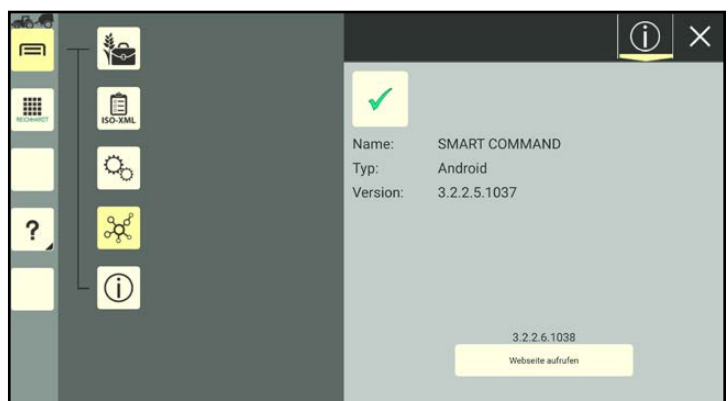 REICHHARDT
ISO-XML
?
Name: SMART COMMAND
Typ: Android
Version: 3.2.2.5.1037
3.2.2.6.1038
Webseite aufrufen